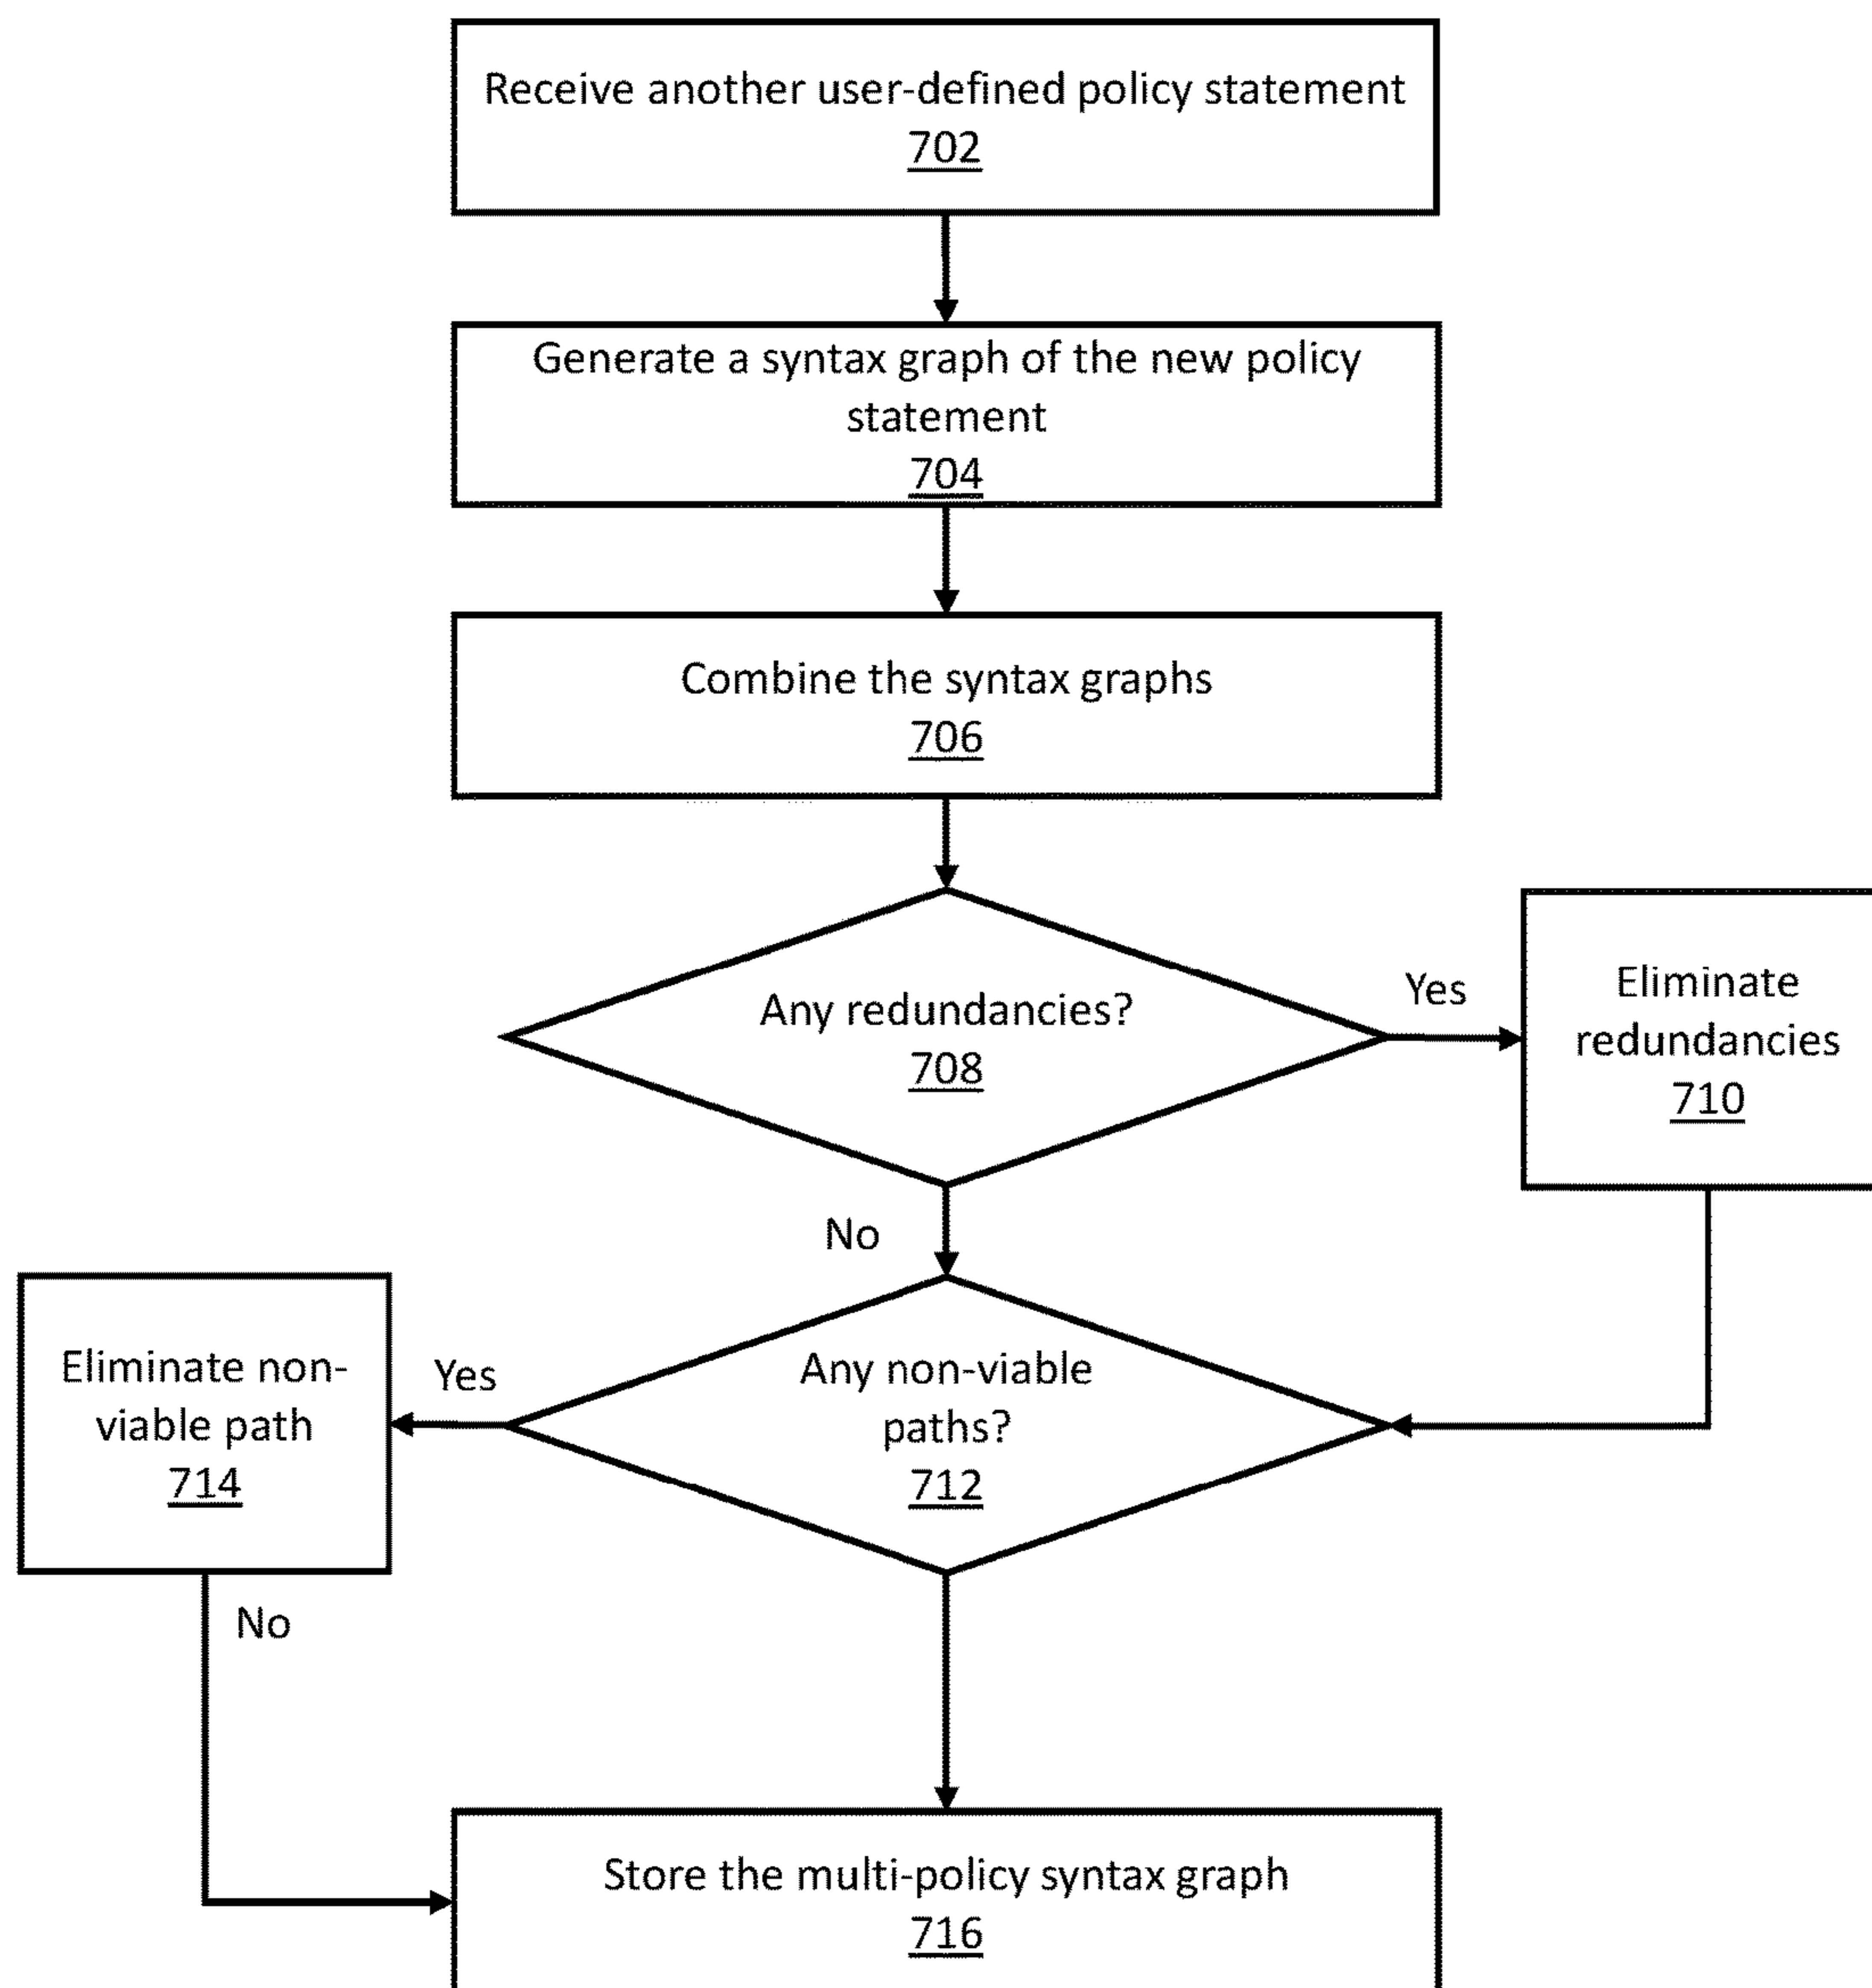 Receive another user-defined policy statement
702
Generate a syntax graph of the new policy
statement
704
Combine the syntax graphs
706
Any redundancies?
708
Yes
Eliminate
redundancies
710
No
Eliminate non-
viable path
714
Yes
Any non-viable
paths?
712
No
Store the multi-policy syntax graph
716